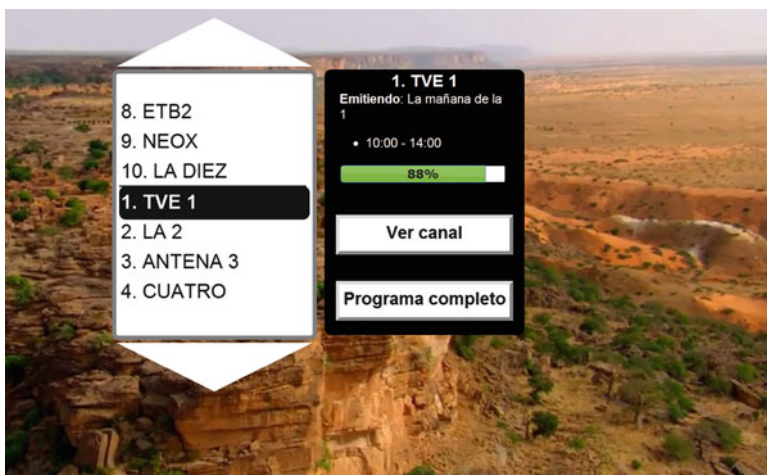 8. ETB2
9. NEOX
10. LA DIEZ
1. TVE 1
2. LA 2
3. ANTENA 3
4. CUATRO
1. TVE 1
Emitiendo: La mañana de la
1
• 10:00 - 14:00
88%
Ver canal
Programa completo